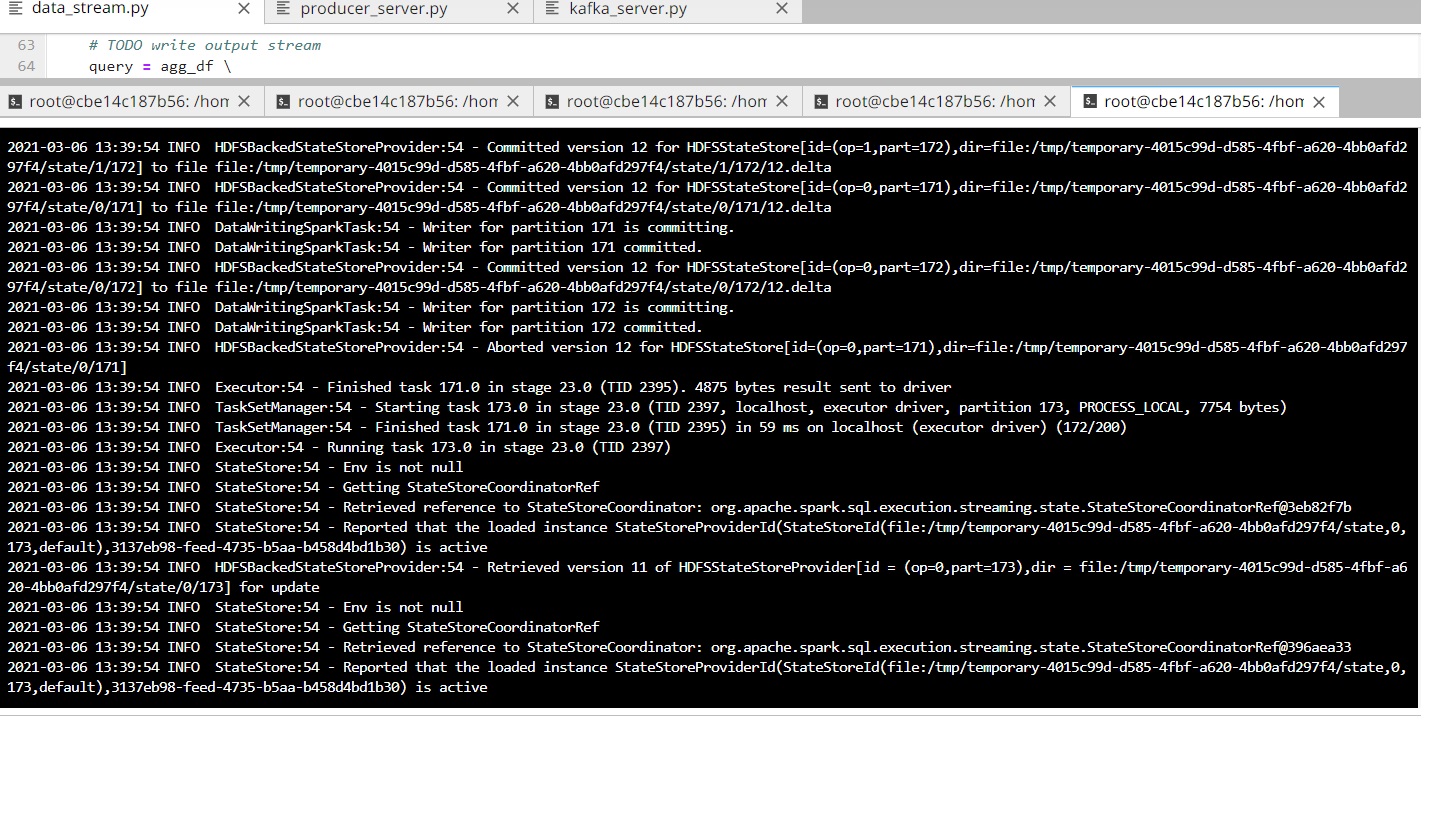 data_stream.py
producer_server.py
kafka_server.py
63 # TODO write output stream
64 query = agg_df \
root@cbe14c187b56: /hom
root@cbe14c187b56: /hom
root@cbe14c187b56: /hom
root@cbe14c187b56: /hom
root@cbe14c187b56: /hom
2021-03-06 13:39:54 INFO  HDFSBackedStateStoreProvider:54 - Committed version 12 for HDFSStateStore[id=(op=1,part=172),dir=file:/tmp/temporary-4015c99d-d585-4fbf-a620-4bb0afd2
97f4/state/1/172] to file file:/tmp/temporary-4015c99d-d585-4fbf-a620-4bb0afd297f4/state/1/172/12.delta
2021-03-06 13:39:54 INFO  HDFSBackedStateStoreProvider:54 - Committed version 12 for HDFSStateStore[id=(op=0,part=171),dir=file:/tmp/temporary-4015c99d-d585-4fbf-a620-4bb0afd2
97f4/state/0/171] to file file:/tmp/temporary-4015c99d-d585-4fbf-a620-4bb0afd297f4/state/0/171/12.delta
2021-03-06 13:39:54 INFO  DataWritingSparkTask:54 - Writer for partition 171 is committing.
2021-03-06 13:39:54 INFO  DataWritingSparkTask:54 - Writer for partition 171 committed.
2021-03-06 13:39:54 INFO  HDFSBackedStateStoreProvider:54 - Committed version 12 for HDFSStateStore[id=(op=0,part=172),dir=file:/tmp/temporary-4015c99d-d585-4fbf-a620-4bb0afd2
97f4/state/0/172] to file file:/tmp/temporary-4015c99d-d585-4fbf-a620-4bb0afd297f4/state/0/172/12.delta
2021-03-06 13:39:54 INFO  DataWritingSparkTask:54 - Writer for partition 172 is committing.
2021-03-06 13:39:54 INFO  DataWritingSparkTask:54 - Writer for partition 172 committed.
2021-03-06 13:39:54 INFO  HDFSBackedStateStoreProvider:54 - Aborted version 12 for HDFSStateStore[id=(op=0,part=171),dir=file:/tmp/temporary-4015c99d-d585-4fbf-a620-4bb0afd297
f4/state/0/171]
2021-03-06 13:39:54 INFO  Executor:54 - Finished task 171.0 in stage 23.0 (TID 2395). 4875 bytes result sent to driver
2021-03-06 13:39:54 INFO  TaskSetManager:54 - Starting task 173.0 in stage 23.0 (TID 2397, localhost, executor driver, partition 173, PROCESS_LOCAL, 7754 bytes)
2021-03-06 13:39:54 INFO  TaskSetManager:54 - Finished task 171.0 in stage 23.0 (TID 2395) in 59 ms on localhost (executor driver) (172/200)
2021-03-06 13:39:54 INFO  Executor:54 - Running task 173.0 in stage 23.0 (TID 2397)
2021-03-06 13:39:54 INFO  StateStore:54 - Env is not null
2021-03-06 13:39:54 INFO  StateStore:54 - Getting StateStoreCoordinatorRef
2021-03-06 13:39:54 INFO  StateStore:54 - Retrieved reference to StateStoreCoordinator: org.apache.spark.sql.execution.streaming.state.StateStoreCoordinatorRef@3eb82f7b
2021-03-06 13:39:54 INFO  StateStore:54 - Reported that the loaded instance StateStoreProviderId(StateStoreId(file:/tmp/temporary-4015c99d-d585-4fbf-a620-4bb0afd297f4/state,0,
173,default),3137eb98-feed-4735-b5aa-b458d4bd1b30) is active
2021-03-06 13:39:54 INFO  HDFSBackedStateStoreProvider:54 - Retrieved version 11 of HDFSStateStoreProvider[id = (op=0,part=173),dir = file:/tmp/temporary-4015c99d-d585-4fbf-a6
20-4bb0afd297f4/state/0/173] for update
2021-03-06 13:39:54 INFO  StateStore:54 - Env is not null
2021-03-06 13:39:54 INFO  StateStore:54 - Getting StateStoreCoordinatorRef
2021-03-06 13:39:54 INFO  StateStore:54 - Retrieved reference to StateStoreCoordinator: org.apache.spark.sql.execution.streaming.state.StateStoreCoordinatorRef@396aea33
2021-03-06 13:39:54 INFO  StateStore:54 - Reported that the loaded instance StateStoreProviderId(StateStoreId(file:/tmp/temporary-4015c99d-d585-4fbf-a620-4bb0afd297f4/state,0,
173,default),3137eb98-feed-4735-b5aa-b458d4bd1b30) is active